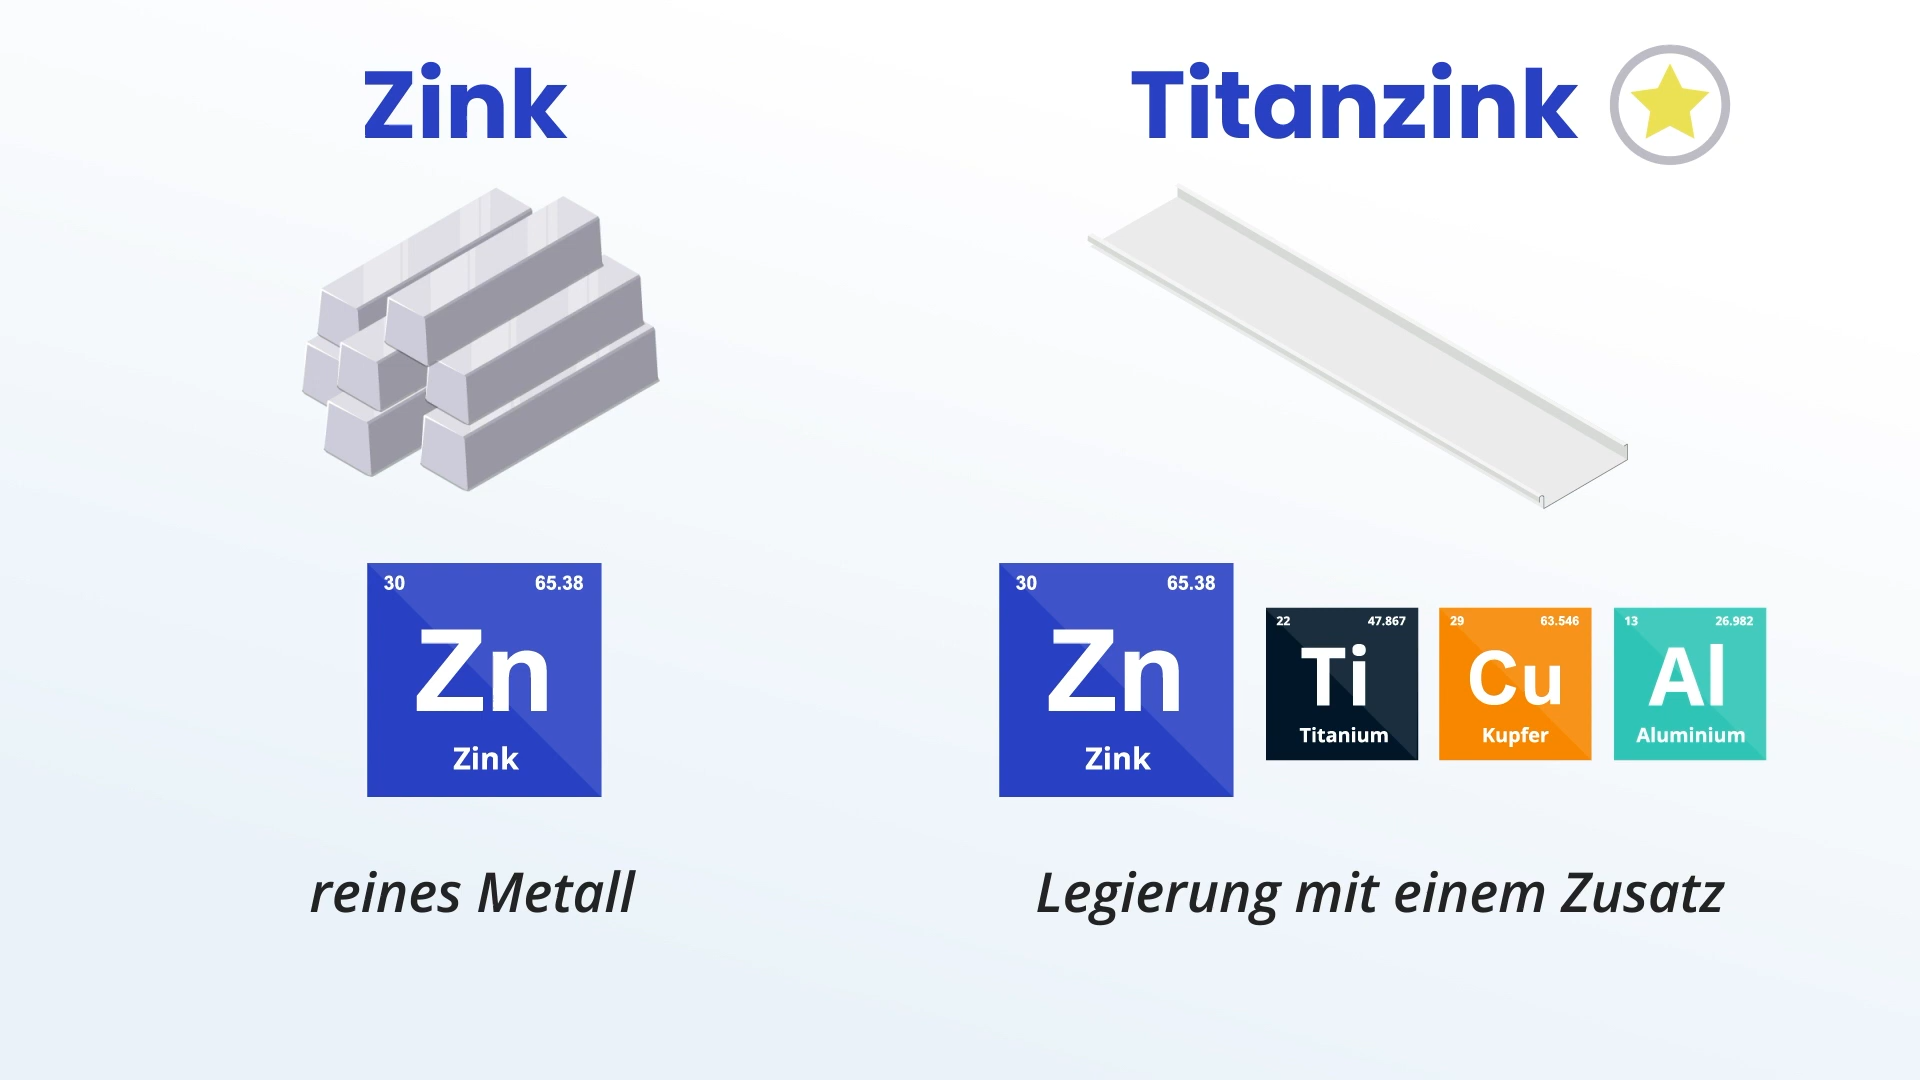 Zink
30 65.38
Zn
Zink
reines Metall
Titanzink
30 65.38
Zn
Zink
22 47.867
Ti
Titanium
29 63.546
Cu
Kupfer
13 26.982
Al
Aluminium
Legierung mit einem Zusatz